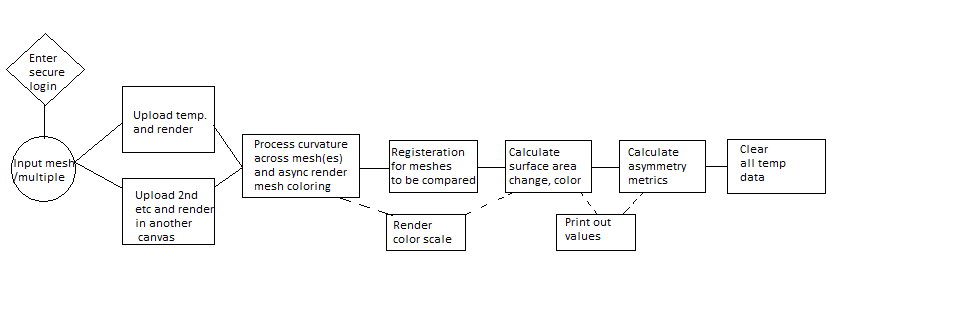 Enter
secure
login
Input mesh
/multiple
Upload temp.
and render
Upload 2nd
etc and render
in another
canvas
Process curvature
across mesh(es)
and async render
mesh coloring
Registeration
for meshes
to be compared
Calculate
surface area
change, color
Calculate
asymmetry
metrics
Clear
all temp
data
Render
color scale
Print out
values